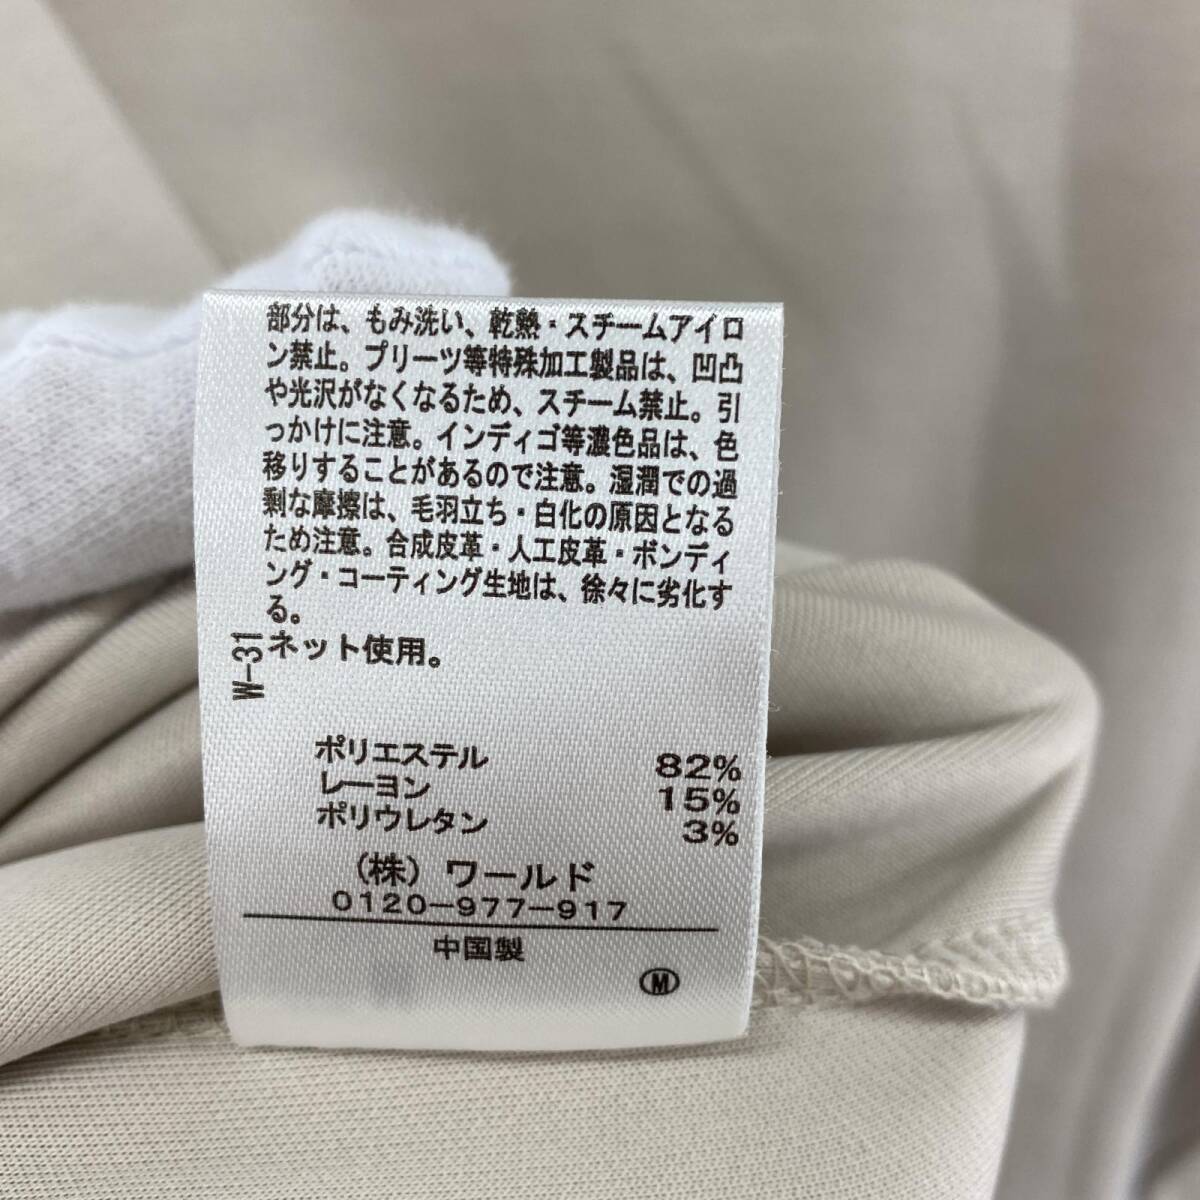 部分は、もみ洗い、乾熱・スチームアイロ
ン禁止。プリーツ等特殊加工製品は、凹凸
や光沢がなくなるため、スチーム禁止。引
っかけに注意。インディゴ等濃色品は、色
移りすることがあるので注意。湿潤での過
剰な摩擦は、毛羽立ち・白化の原因となる
ため注意。合成皮革・人工皮革・ボンディ
ング・コーティング生地は、徐々に劣化す
る。
ネット使用。
W-31
ポリエステル 82%
レーヨン 15%
ポリウレタン 3%
(株)ワールド
0120-977-917
中国製
M